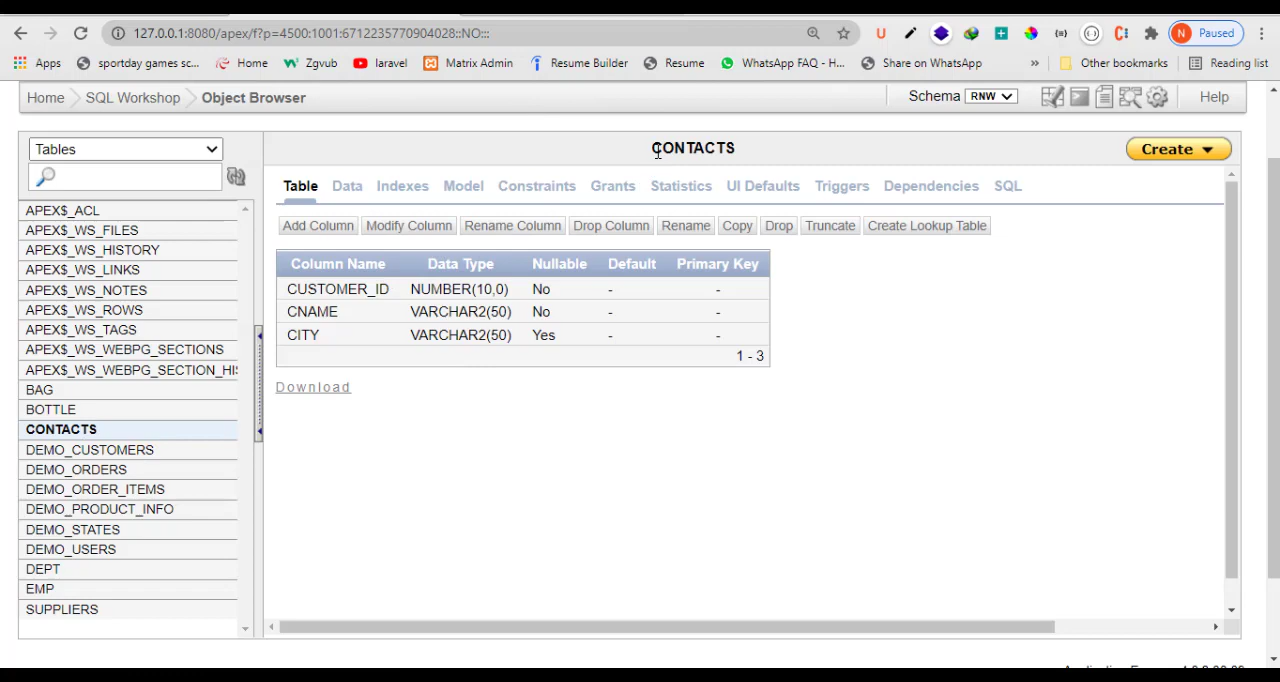 127.0.0.1:8080/apex/f?p=4500:1001:6712235770904028::NO:::
N Paused
Apps sportday games sc... Home Zgvub laravel Matrix Admin Resume Builder Resume WhatsApp FAQ - H... Share on WhatsApp » Other bookmarks Reading list
Home SQL Workshop Object Browser
Schema RNW
Help
Tables
CONTACTS
Create
Table Data Indexes Model Constraints Grants Statistics UI Defaults Triggers Dependencies SQL
Add Column Modify Column Rename Column Drop Column Rename Copy Drop Truncate Create Lookup Table
Column Name Data Type Nullable Default Primary Key
CUSTOMER_ID NUMBER(10,0) No - -
CNAME VARCHAR2(50) No - -
CITY VARCHAR2(50) Yes - -
1 - 3
Download
APEX$_ACL
APEX$_WS_FILES
APEX$_WS_HISTORY
APEX$_WS_LINKS
APEX$_WS_NOTES
APEX$_WS_ROWS
APEX$_WS_TAGS
APEX$_WS_WEBPG_SECTIONS
APEX$_WS_WEBPG_SECTION_HI
BAG
BOTTLE
CONTACTS
DEMO_CUSTOMERS
DEMO_ORDERS
DEMO_ORDER_ITEMS
DEMO_PRODUCT_INFO
DEMO_STATES
DEMO_USERS
DEPT
EMP
SUPPLIERS